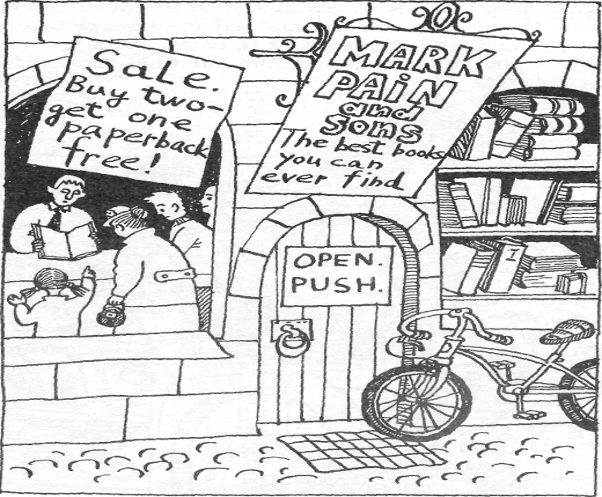 Sale.
Buy two-
get one
paperback
free!
MARK
PAIN
and
SONS
The best books
you can
ever find
OPEN.
PUSH.
I